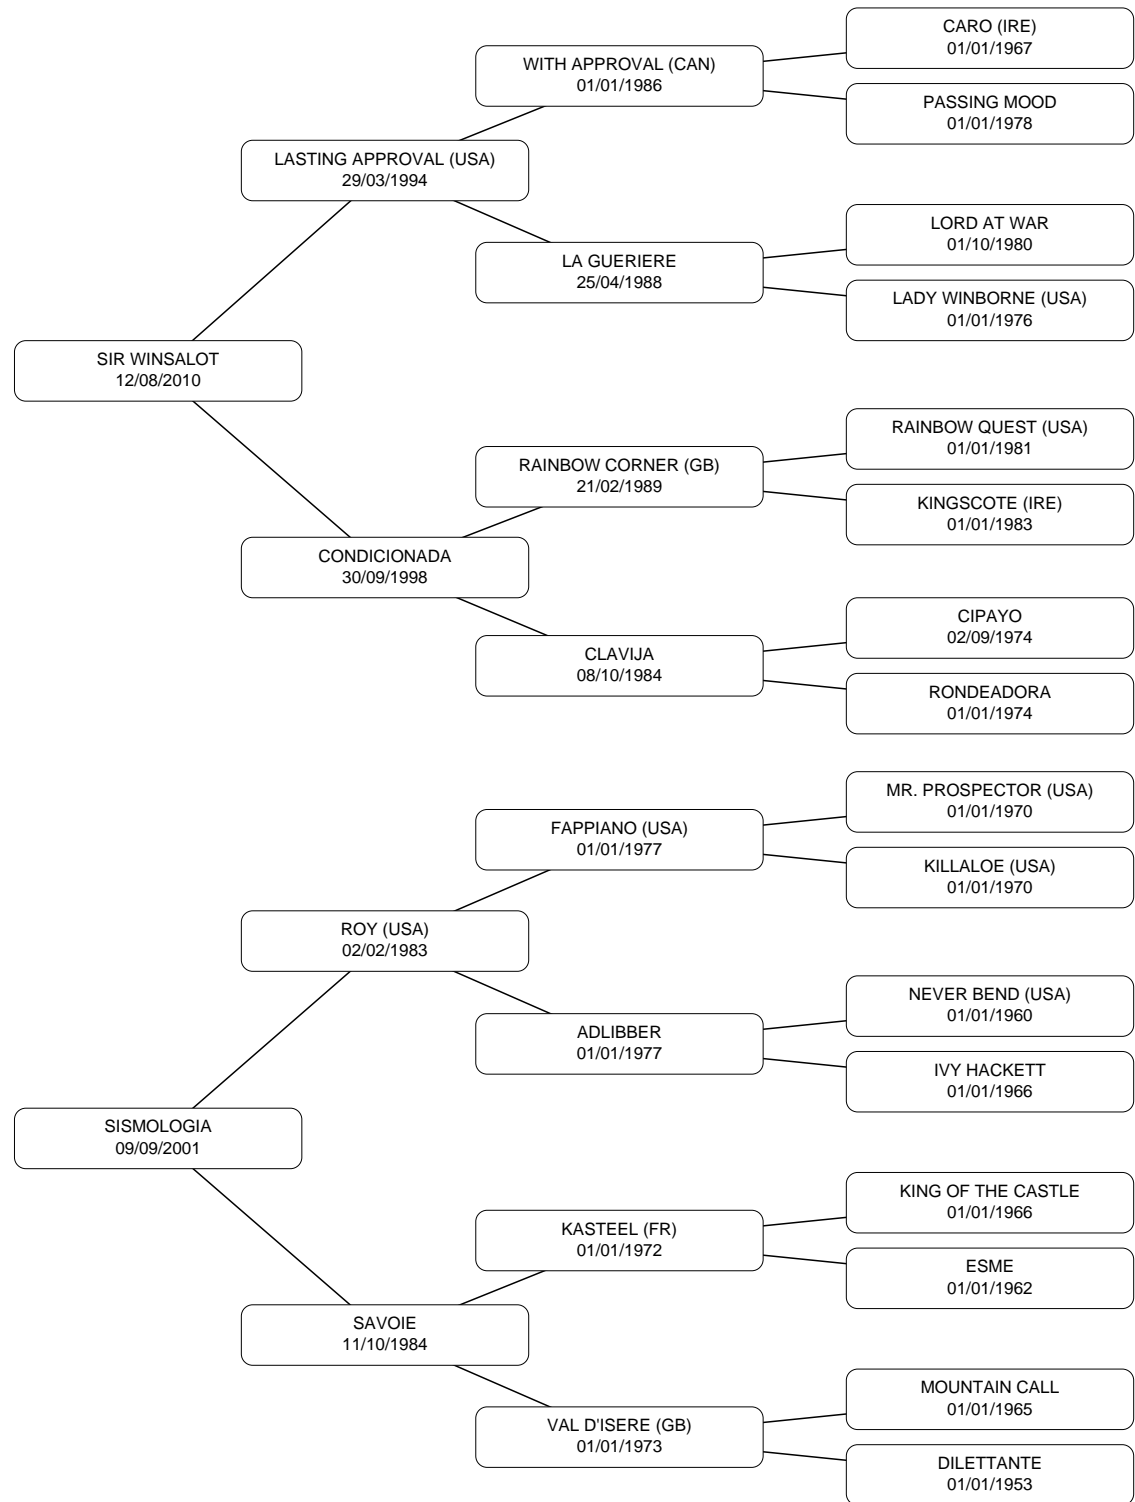 CARO (IRE)
01/01/1967
WITH APPROVAL (CAN)
01/01/1986
PASSING MOOD
01/01/1978
LASTING APPROVAL (USA)
29/03/1994
LORD AT WAR
01/10/1980
LA GUERIERE
25/04/1988
LADY WINBORNE (USA)
01/01/1976
SIR WINSALOT
12/08/2010
RAINBOW QUEST (USA)
01/01/1981
RAINBOW CORNER (GB)
21/02/1989
KINGSCOTE (IRE)
01/01/1983
CONDICIONADA
30/09/1998
CIPAYO
02/09/1974
CLAVIJA
08/10/1984
RONDEADORA
01/01/1974
MR. PROSPECTOR (USA)
01/01/1970
FAPPIANO (USA)
01/01/1977
KILLALOE (USA)
01/01/1970
ROY (USA)
02/02/1983
NEVER BEND (USA)
01/01/1960
ADLIBBER
01/01/1977
IVY HACKETT
01/01/1966
SISMOLOGIA
09/09/2001
KING OF THE CASTLE
01/01/1966
KASTEEL (FR)
01/01/1972
ESME
01/01/1962
SAVOIE
11/10/1984
MOUNTAIN CALL
01/01/1965
VAL D'ISERE (GB)
01/01/1973
DILETTANTE
01/01/1953